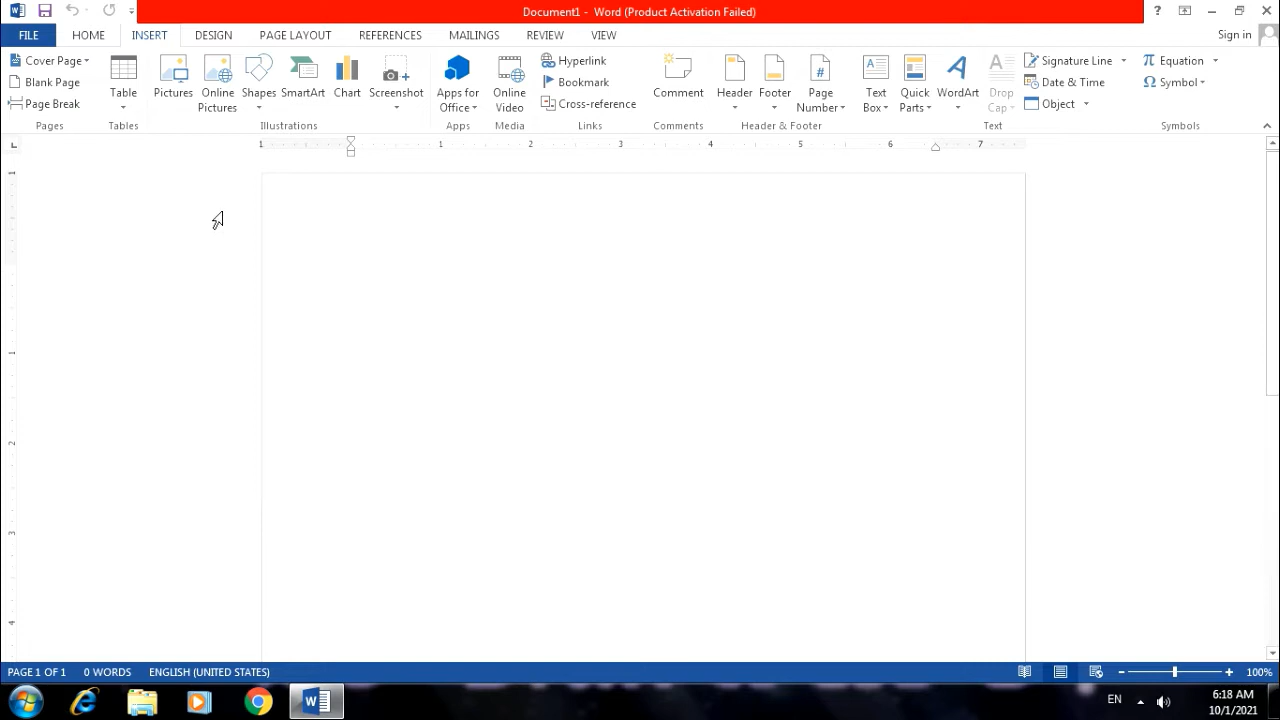 Document1 - Word (Product Activation Failed)
?
FILE HOME INSERT DESIGN PAGE LAYOUT REFERENCES MAILINGS REVIEW VIEW Sign in
Cover Page
Blank Page
Page Break
Pages
Table
Tables
Pictures
Online Pictures
Shapes
SmartArt
Chart
Screenshot
Illustrations
Apps for Office
Apps
Online Video
Media
Hyperlink
Bookmark
Cross-reference
Links
Comment
Comments
Header
Footer
Page Number
Header & Footer
Text Box
Quick Parts
WordArt
Drop Cap
Signature Line
Date & Time
Object
Text
π Equation
Ω Symbol
Symbols
1 1 2 3 4 5 6 7
1
1
2
3
4
PAGE 1 OF 1 0 WORDS ENGLISH (UNITED STATES) 100%
EN 6:18 AM
10/1/2021